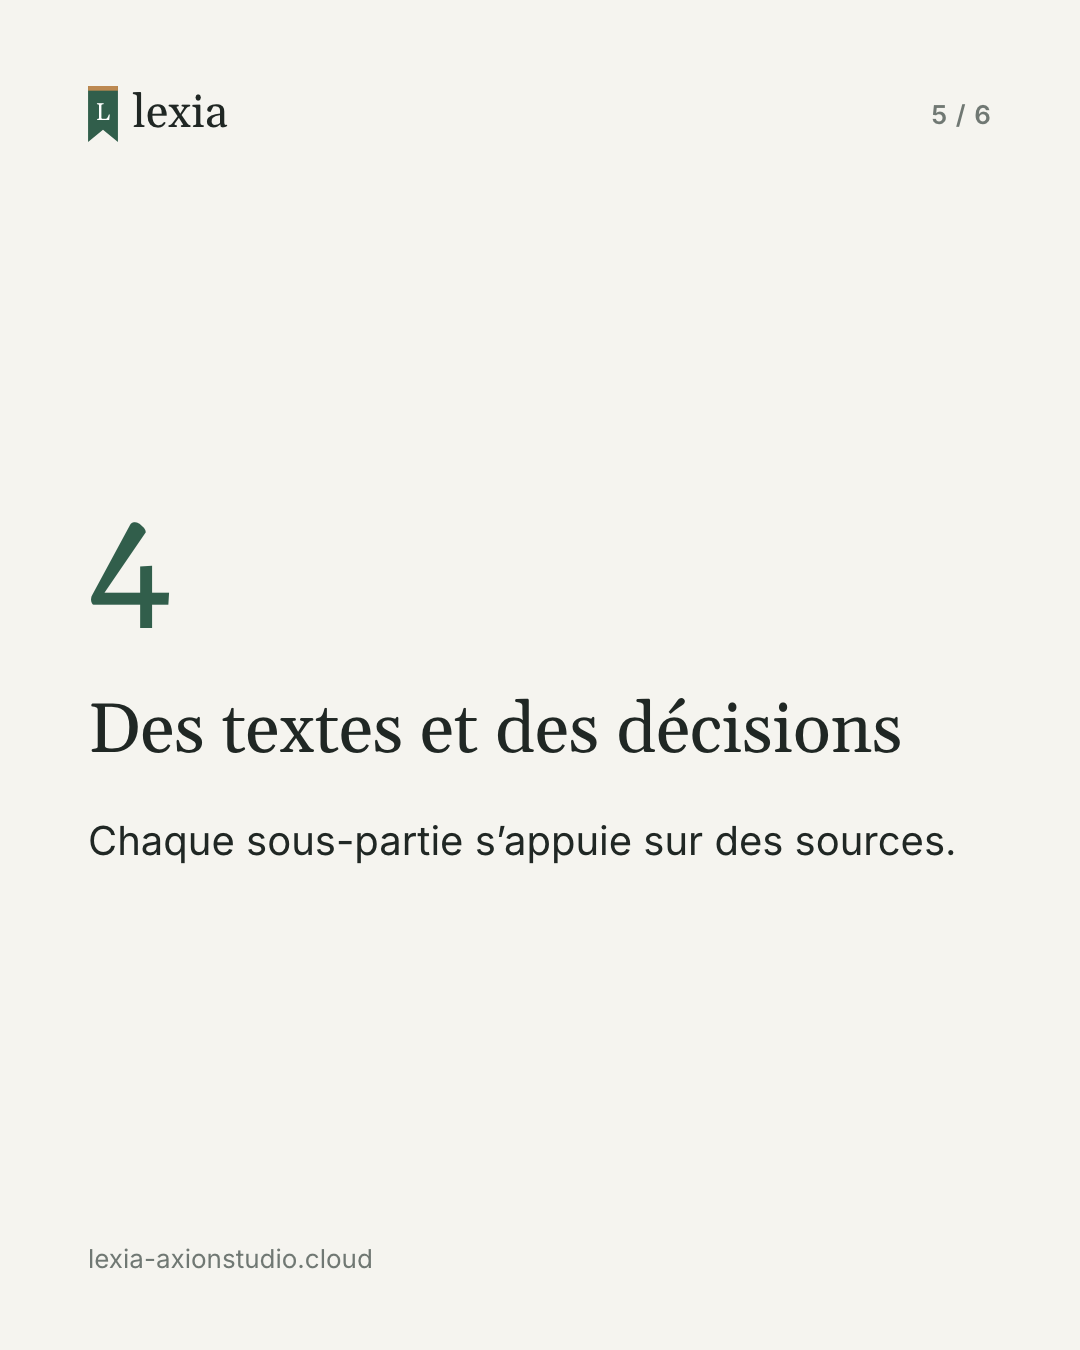 L lexia
5 / 6
4
Des textes et des décisions
Chaque sous-partie s’appuie sur des sources.
lexia-axionstudio.cloud